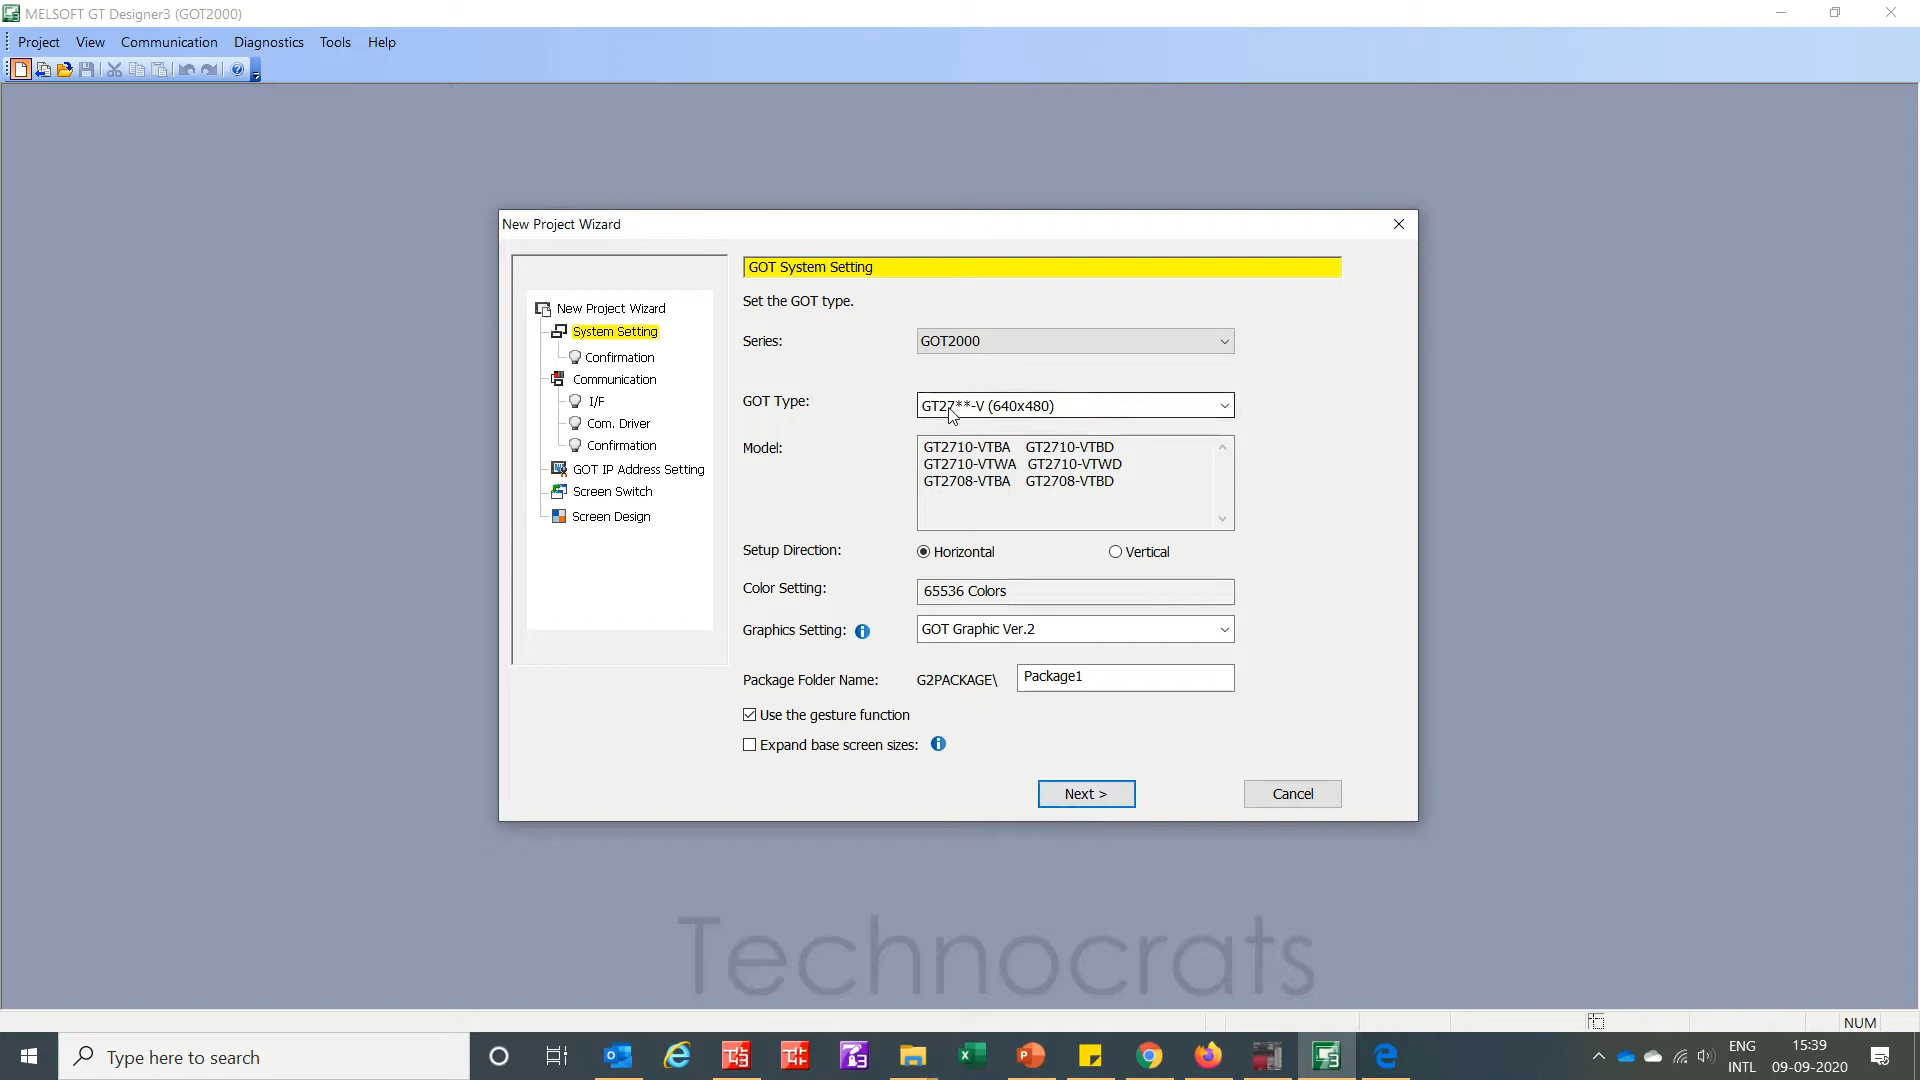 MELSOFT GT Designer3 (GOT2000)
Project View Communication Diagnostics Tools Help
New Project Wizard
New Project Wizard
System Setting
Confirmation
Communication
I/F
Com. Driver
Confirmation
GOT IP Address Setting
Screen Switch
Screen Design
GOT System Setting
Set the GOT type.
Series: GOT2000
GOT Type: GT27**-V (640x480)
Model: GT2710-VTBA GT2710-VTBD
GT2710-VTWA GT2710-VTWD
GT2708-VTBA GT2708-VTBD
Setup Direction: Horizontal Vertical
Color Setting: 65536 Colors
Graphics Setting: GOT Graphic Ver.2
Package Folder Name: G2PACKAGE\ Package1
Use the gesture function
Expand base screen sizes:
Next > Cancel
Technocrats
NUM
Type here to search
ENG 15:39
INTL 09-09-2020